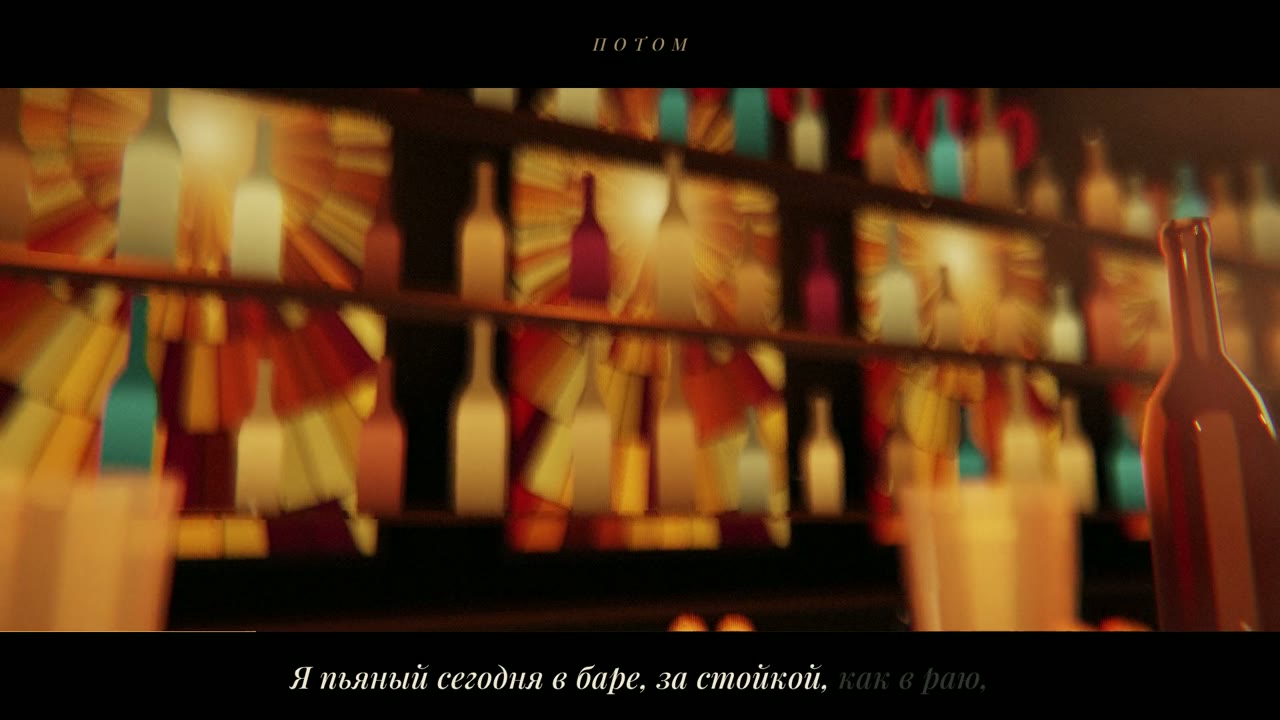 ПОТОМ
Я пьяный сегодня в баре, за стойкой, как в раю,